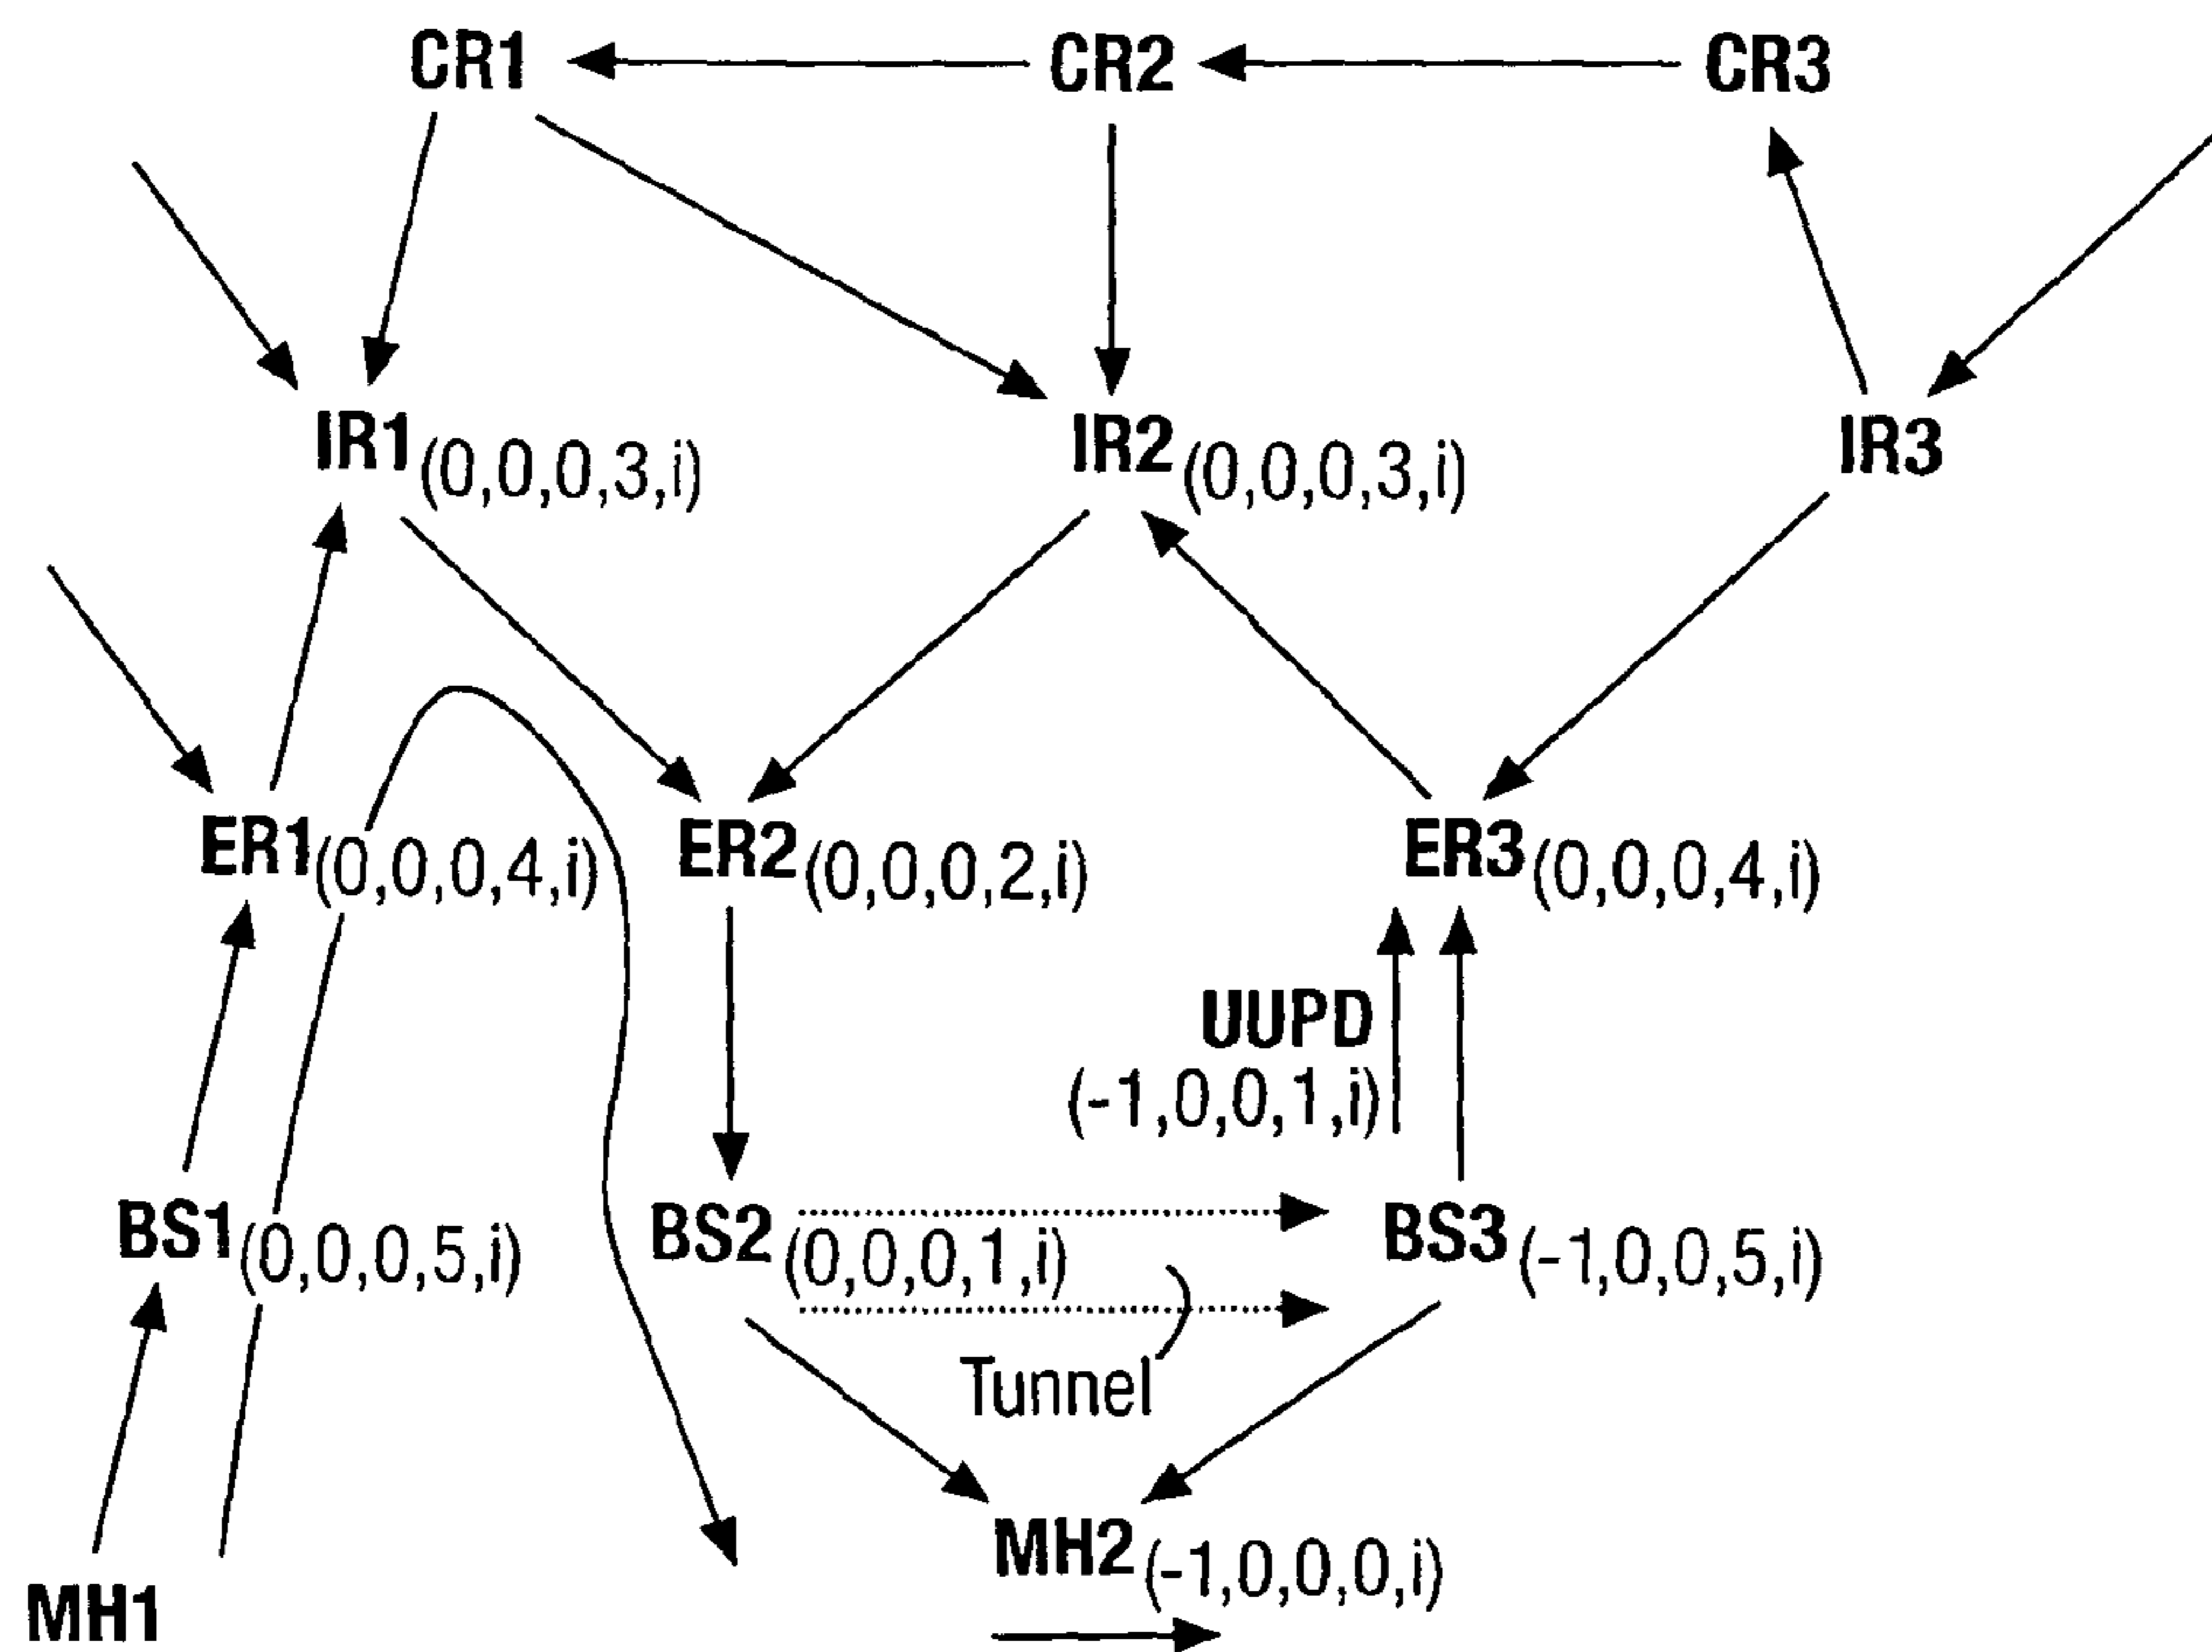 CR1 CR2 CR3
IR1(0,0,0,3,i) IR2(0,0,0,3,i) IR3
ER1(0,0,0,4,i) ER2(0,0,0,2,i) ER3(0,0,0,4,i)
UUPD
(-1,0,0,1,i)
BS1(0,0,0,5,i) BS2(0,0,0,1,i) BS3(-1,0,0,5,i)
Tunnel
MH2(-1,0,0,0,i)
MH1